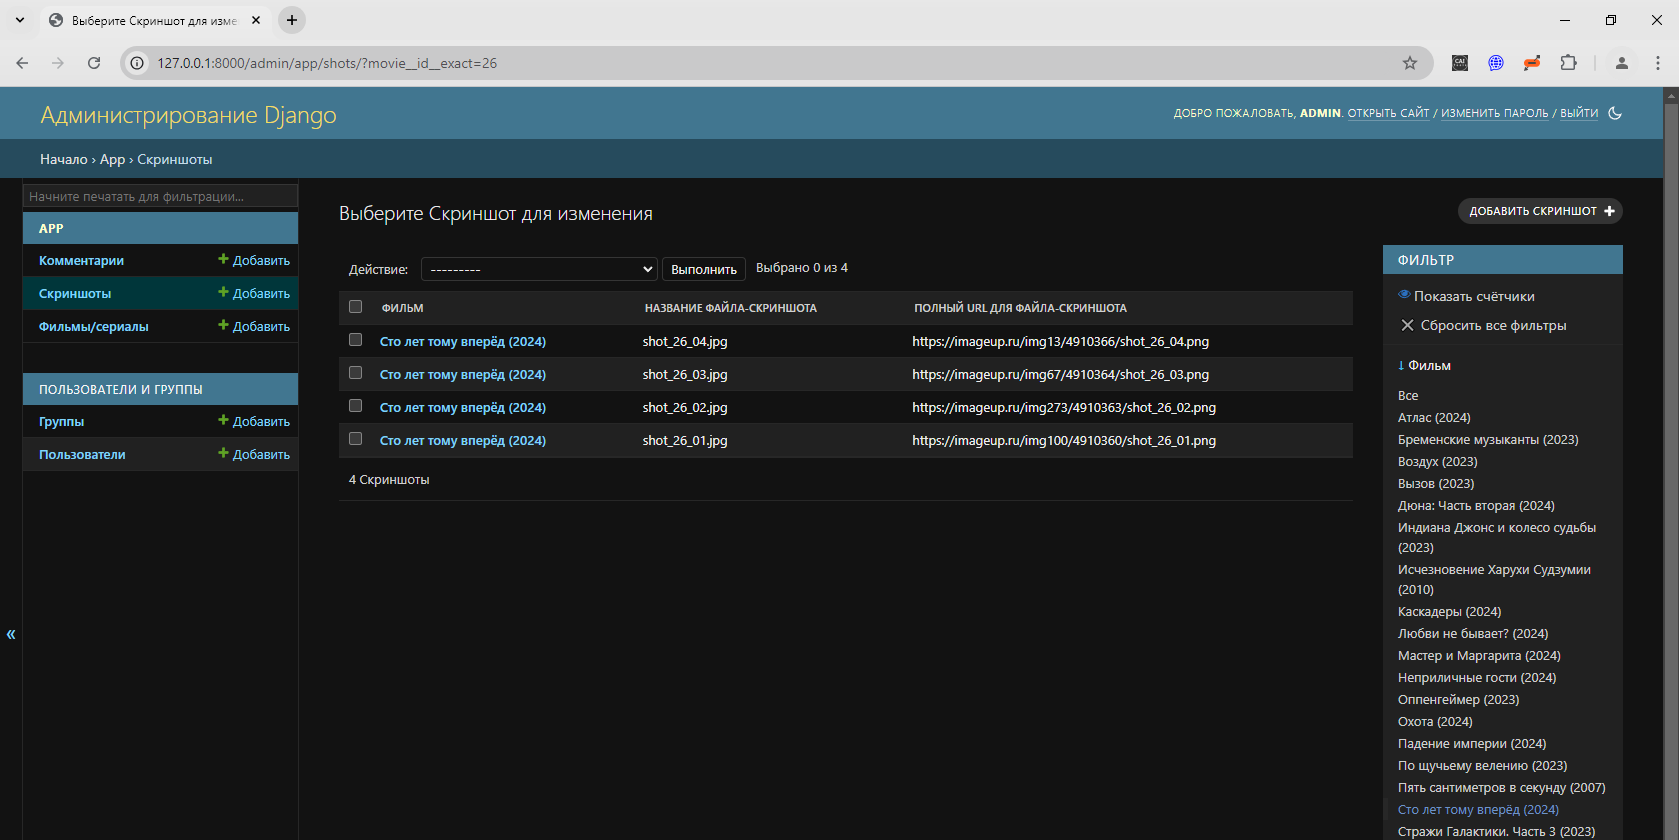 Выберите Скриншот для изме
127.0.0.1:8000/admin/app/shots/?movie__id__exact=26
Администрирование Django
ДОБРО ПОЖАЛОВАТЬ, ADMIN. ОТКРЫТЬ САЙТ / ИЗМЕНИТЬ ПАРОЛЬ / ВЫЙТИ
Начало › App › Скриншоты
Начните печатать для фильтрации...
APP
Комментарии + Добавить
Скриншоты + Добавить
Фильмы/сериалы + Добавить
ПОЛЬЗОВАТЕЛИ И ГРУППЫ
Группы + Добавить
Пользователи + Добавить
«
Выберите Скриншот для изменения
ДОБАВИТЬ СКРИНШОТ +
Действие: --------- Выполнить Выбрано 0 из 4
ФИЛЬМ НАЗВАНИЕ ФАЙЛА-СКРИНШОТА ПОЛНЫЙ URL ДЛЯ ФАЙЛА-СКРИНШОТА
Сто лет тому вперёд (2024) shot_26_04.jpg https://imageup.ru/img13/4910366/shot_26_04.png
Сто лет тому вперёд (2024) shot_26_03.jpg https://imageup.ru/img67/4910364/shot_26_03.png
Сто лет тому вперёд (2024) shot_26_02.jpg https://imageup.ru/img273/4910363/shot_26_02.png
Сто лет тому вперёд (2024) shot_26_01.jpg https://imageup.ru/img100/4910360/shot_26_01.png
4 Скриншоты
ФИЛЬТР
Показать счётчики
Сбросить все фильтры
↓ Фильм
Все
Атлас (2024)
Бременские музыканты (2023)
Воздух (2023)
Вызов (2023)
Дюна: Часть вторая (2024)
Индиана Джонс и колесо судьбы
(2023)
Исчезновение Харухи Судзумии
(2010)
Каскадеры (2024)
Любви не бывает? (2024)
Мастер и Маргарита (2024)
Неприличные гости (2024)
Оппенгеймер (2023)
Охота (2024)
Падение империи (2024)
По щучьему велению (2023)
Пять сантиметров в секунду (2007)
Сто лет тому вперёд (2024)
Стражи Галактики. Часть 3 (2023)